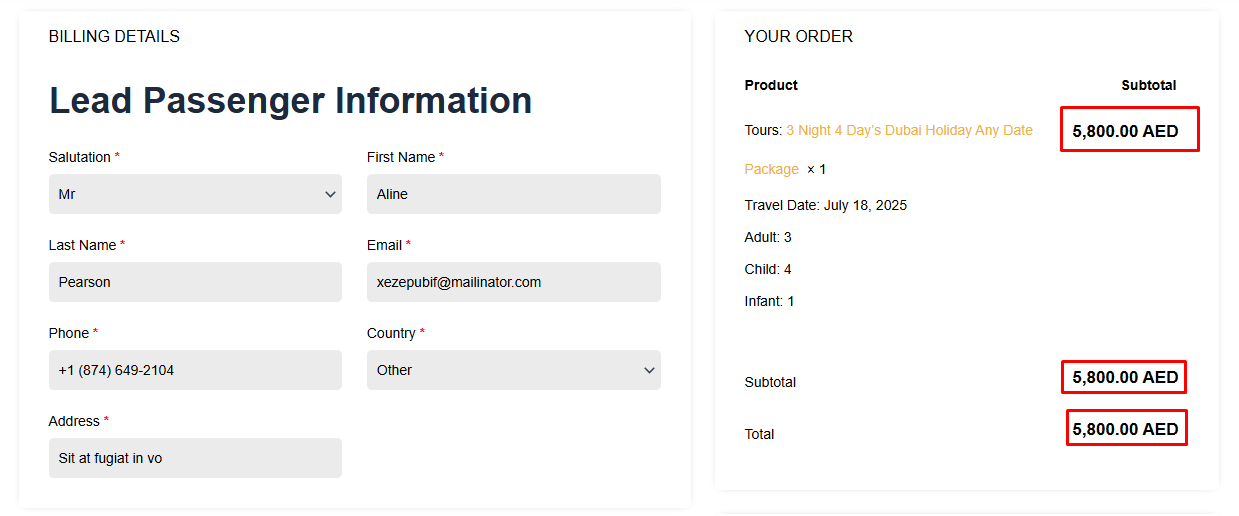 BILLING DETAILS
Lead Passenger Information
Salutation *
First Name *
Mr
Aline
Last Name *
Email *
Pearson
xezepubif@mailinator.com
Phone *
Country *
+1 (874) 649-2104
Other
Address *
Sit at fugiat in vo
YOUR ORDER
Product Subtotal
Tours: 3 Night 4 Day’s Dubai Holiday Any Date 5,800.00 AED
Package × 1
Travel Date: July 18, 2025
Adult: 3
Child: 4
Infant: 1
Subtotal 5,800.00 AED
Total 5,800.00 AED